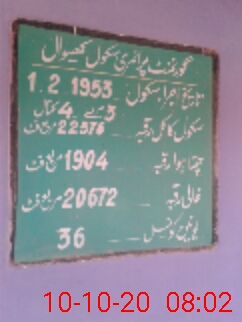 گورنمنٹ پرائمری سکول کھیوال
تاریخ اجرا سکول 1.2.1953
سکول کا کل رقبہ 4 کنال 3 مرلے
22576 مربع فٹ
چھتا ہوا رقبہ 1904 مربع فٹ
خالی رقبہ 20672 مربع فٹ
یونین کونسل 36
10-10-20 08:02